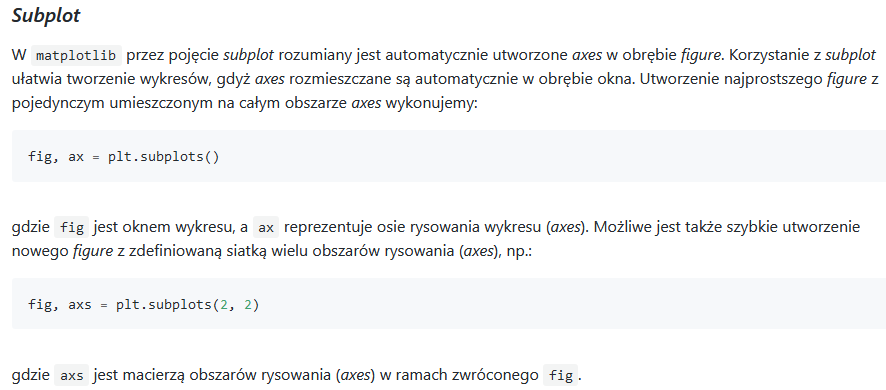 Subplot
W matplotlib przez pojęcie subplot rozumiany jest automatycznie utworzone axes w obrębie figure. Korzystanie z subplot
ułatwia tworzenie wykresów, gdyż axes rozmieszczane są automatycznie w obrębie okna. Utworzenie najprostszego figure z
pojedynczym umieszczonym na całym obszarze axes wykonujemy:
fig, ax = plt.subplots()
gdzie fig jest oknem wykresu, a ax reprezentuje osie rysowania wykresu (axes). Możliwe jest także szybkie utworzenie
nowego figure z zdefiniowaną siatką wielu obszarów rysowania (axes), np.:
fig, axs = plt.subplots(2, 2)
gdzie axs jest macierzą obszarów rysowania (axes) w ramach zwróconego fig.